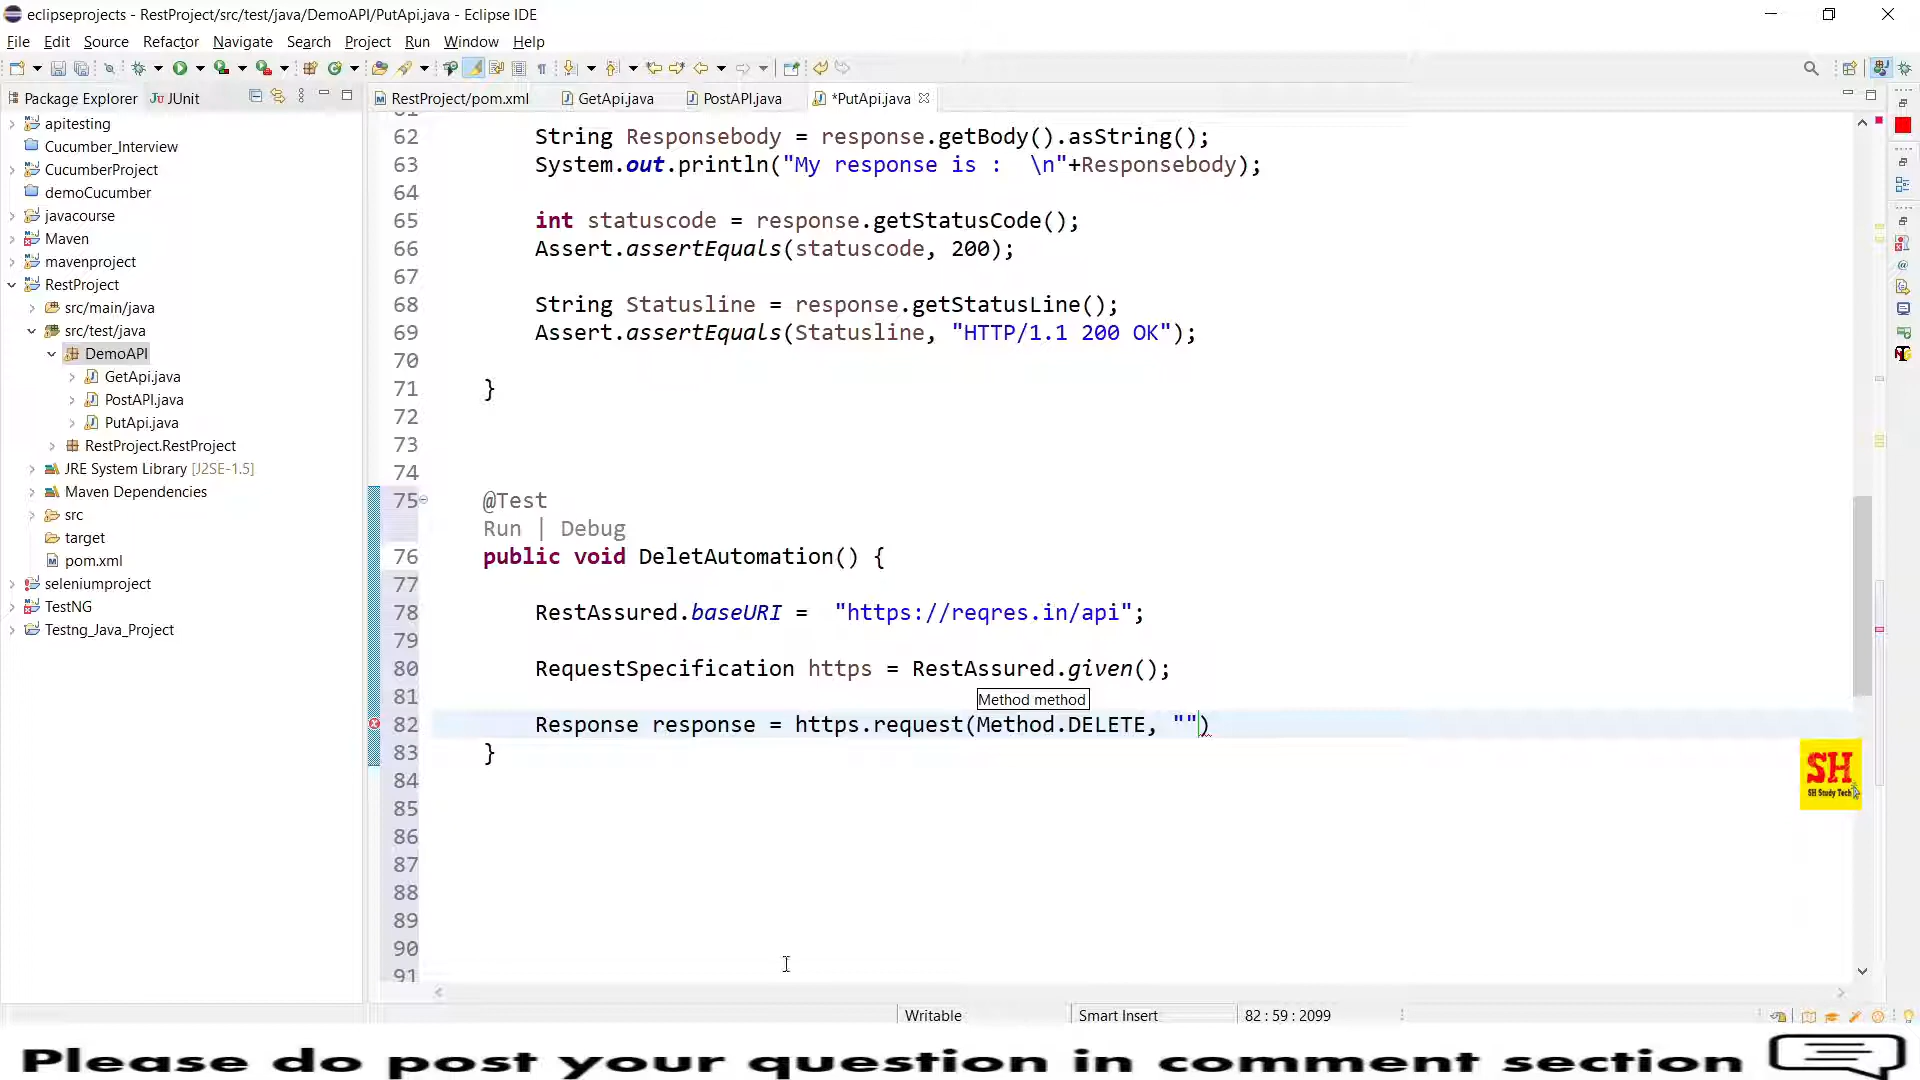 eclipseprojects - RestProject/src/test/java/DemoAPI/PutApi.java - Eclipse IDE
File Edit Source Refactor Navigate Search Project Run Window Help
Package Explorer JUnit
RestProject/pom.xml GetApi.java PostAPI.java *PutApi.java
apitesting
Cucumber_Interview
CucumberProject
demoCucumber
javacourse
Maven
mavenproject
RestProject
src/main/java
src/test/java
DemoAPI
GetApi.java
PostAPI.java
PutApi.java
RestProject.RestProject
JRE System Library [J2SE-1.5]
Maven Dependencies
src
target
pom.xml
seleniumproject
TestNG
Testng_Java_Project
61
62 String Responsebody = response.getBody().asString();
63 System.out.println("My response is :  \n"+Responsebody);
64
65 int statuscode = response.getStatusCode();
66 Assert.assertEquals(statuscode, 200);
67
68 String Statusline = response.getStatusLine();
69 Assert.assertEquals(Statusline, "HTTP/1.1 200 OK");
70
71 }
72
73
74
75 @Test
Run | Debug
76 public void DeletAutomation() {
77
78 RestAssured.baseURI =  "https://reqres.in/api";
79
80 RequestSpecification https = RestAssured.given();
81
Method method
82 Response response = https.request(Method.DELETE, "")
83 }
84
85
86
87
88
89
90
91
SH
SH Study Tech
Writable Smart Insert 82 : 59 : 2099
Please do post your question in comment section